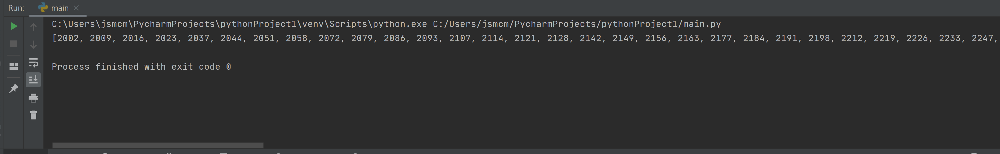 Run: main
C:\Users\jsmcm\PycharmProjects\pythonProject1\venv\Scripts\python.exe C:/Users/jsmcm/PycharmProjects/pythonProject1/main.py
[2002, 2009, 2016, 2023, 2037, 2044, 2051, 2058, 2072, 2079, 2086, 2093, 2107, 2114, 2121, 2128, 2142, 2149, 2156, 2163, 2177, 2184, 2191, 2198, 2212, 2219, 2226, 2233, 2247,
Process finished with exit code 0